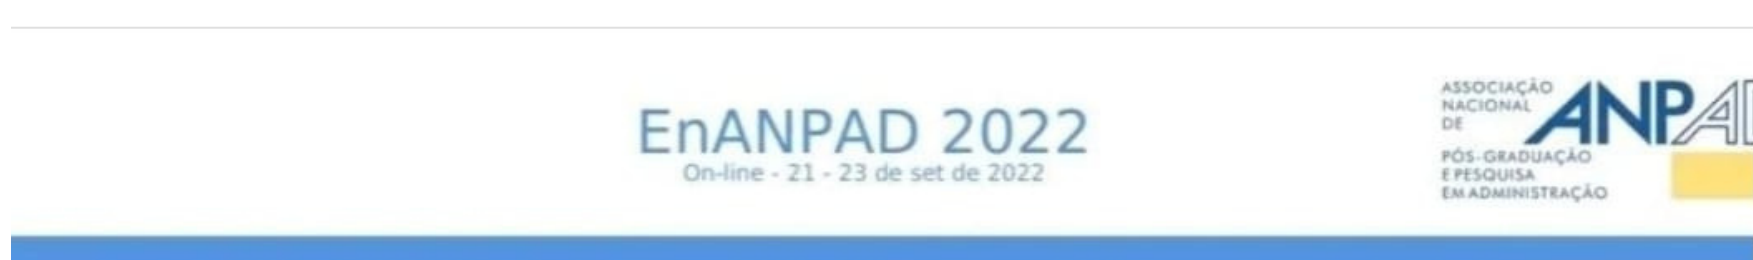 EnANPAD 2022
On-line - 21 - 23 de set de 2022
ASSOCIAÇÃO
NACIONAL
DE
PÓS-GRADUAÇÃO
E PESQUISA
EM ADMINISTRAÇÃO